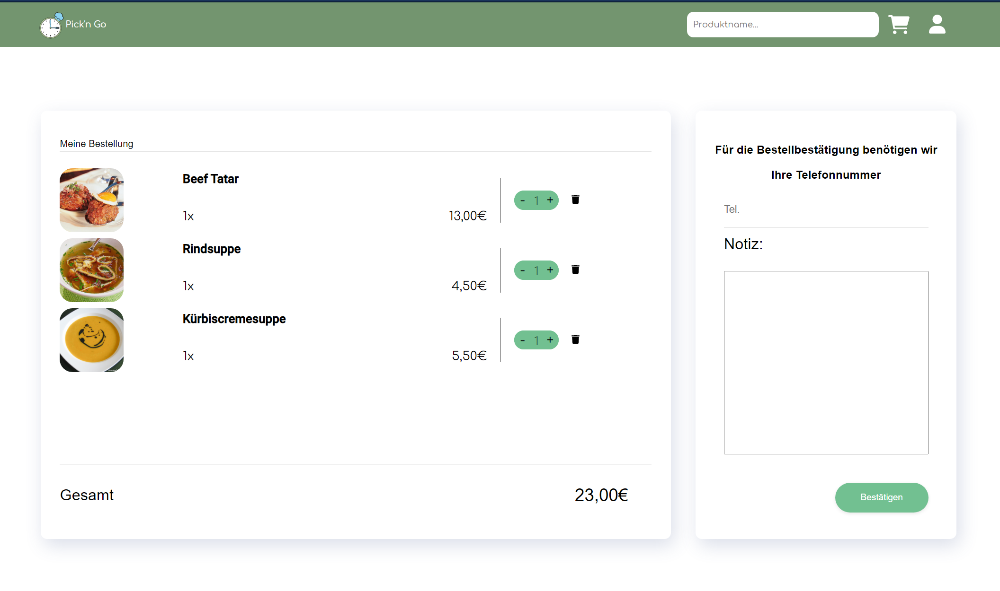 Pick'n Go
Produktname...
Meine Bestellung
Beef Tatar
1x
13,00€
- 1 +
Rindsuppe
1x
4,50€
- 1 +
Kürbiscremesuppe
1x
5,50€
- 1 +
Gesamt
23,00€
Für die Bestellbestätigung benötigen wir
Ihre Telefonnummer
Tel.
Notiz:
Bestätigen